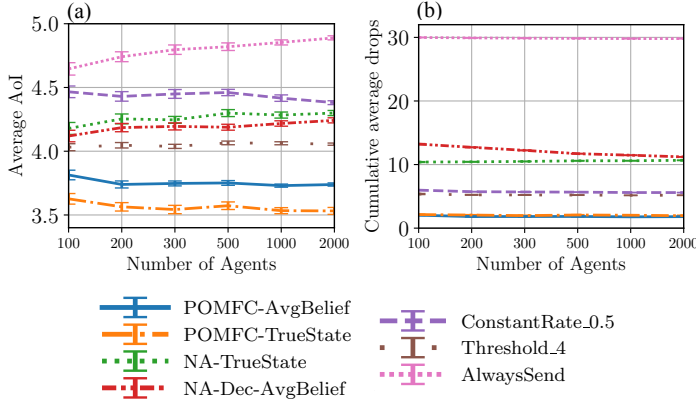 (a)
(b)
5.0
4.5
4.0
3.5
Average AoI
100 200 300 500 1000 2000
Number of Agents
30
20
10
0
Cumulative average drops
100 200 300 500 1000 2000
Number of Agents
POMFC-AvgBelief
POMFC-TrueState
NA-TrueState
NA-Dec-AvgBelief
ConstantRate_0.5
Threshold_4
AlwaysSend